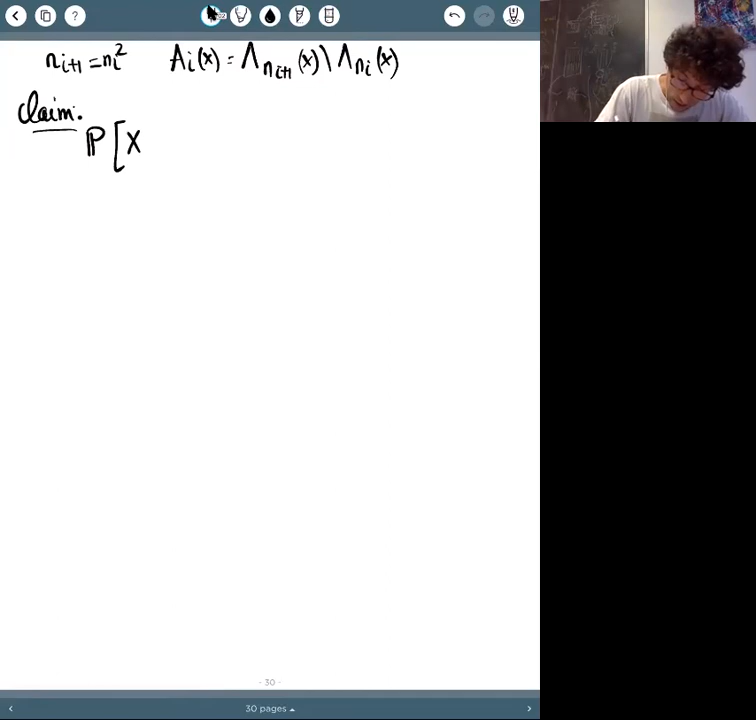 n_{i+1} = n_i^2    A_i(x) = Λ_{n_{i+1}}(x) \ Λ_{n_i}(x)
Claim:
ℙ [ X
- 30 -
30 pages